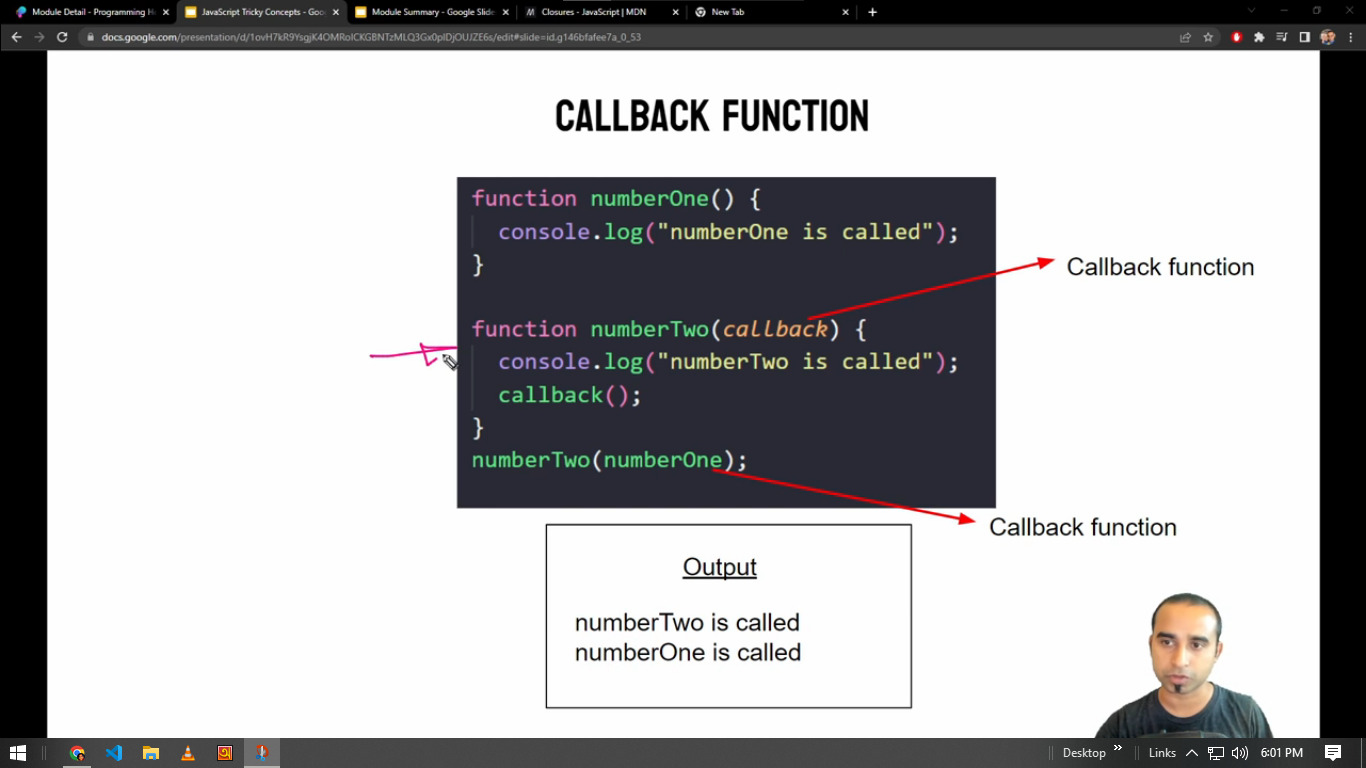 Module Detail - Programming H
JavaScript Tricky Concepts - Goo
Module Summary - Google Slide
Closures - JavaScript | MDN
New Tab
docs.google.com/presentation/d/1ovH7kR9YsgjK4OMRoICKGBNTzMLQ3Gx0plDjOUJZE6s/edit#slide=id.g146bfafee7a_0_53
CALLBACK FUNCTION
function numberOne() {
console.log("numberOne is called");
}
Callback function
function numberTwo(callback) {
console.log("numberTwo is called");
callback();
}
numberTwo(numberOne);
Callback function
Output
numberTwo is called
numberOne is called
Desktop
Links
6:01 PM